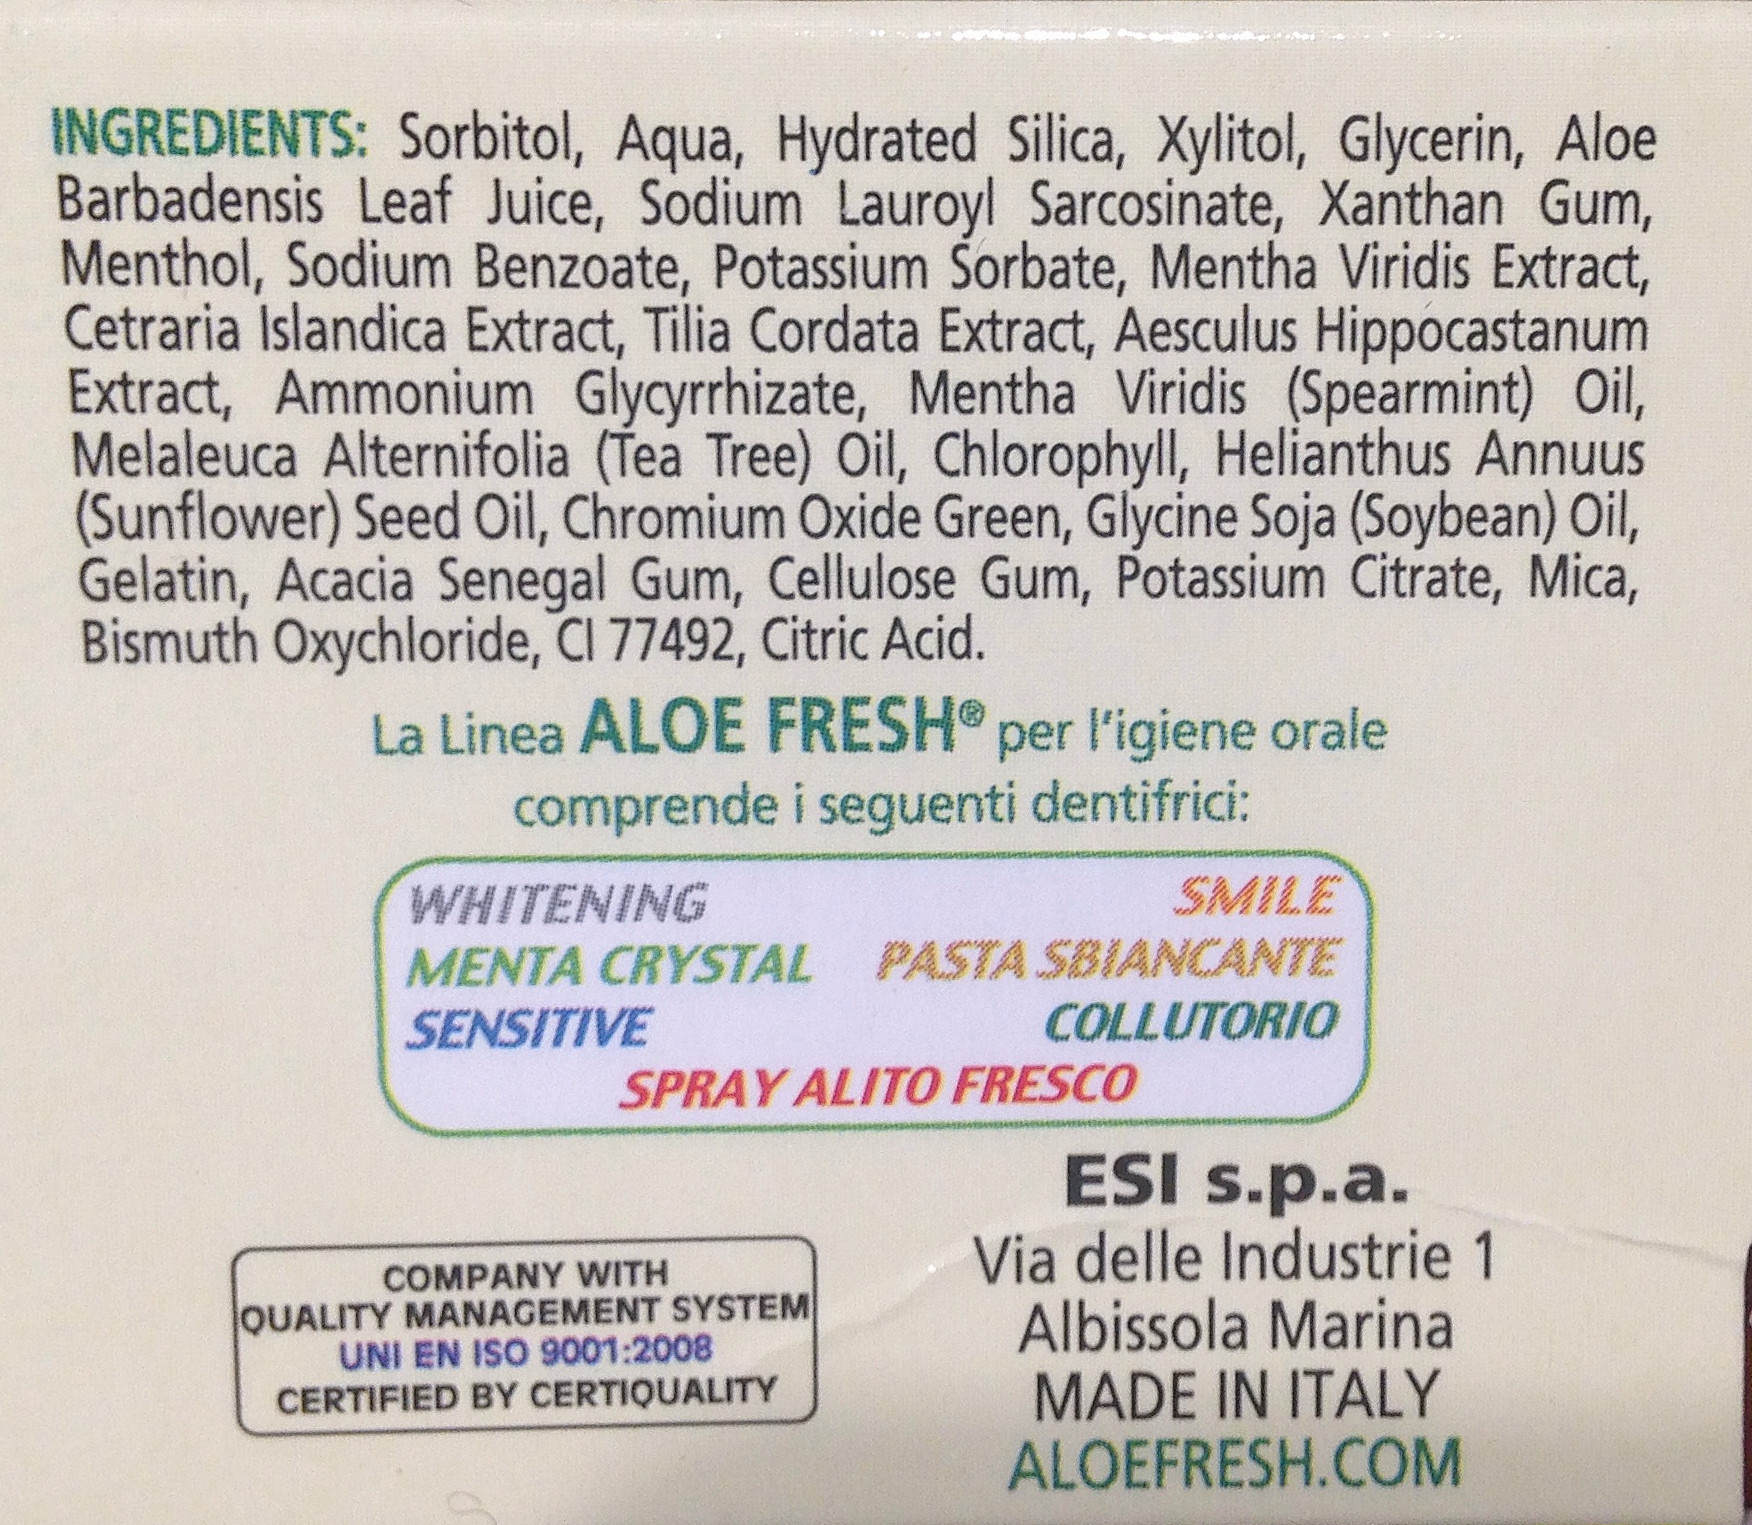 INGREDIENTS: Sorbitol, Aqua, Hydrated Silica, Xylitol, Glycerin, Aloe
Barbadensis Leaf Juice, Sodium Lauroyl Sarcosinate, Xanthan Gum,
Menthol, Sodium Benzoate, Potassium Sorbate, Mentha Viridis Extract,
Cetraria Islandica Extract, Tilia Cordata Extract, Aesculus Hippocastanum
Extract, Ammonium Glycyrrhizate, Mentha Viridis (Spearmint) Oil,
Melaleuca Alternifolia (Tea Tree) Oil, Chlorophyll, Helianthus Annuus
(Sunflower) Seed Oil, Chromium Oxide Green, Glycine Soja (Soybean) Oil,
Gelatin, Acacia Senegal Gum, Cellulose Gum, Potassium Citrate, Mica,
Bismuth Oxychloride, CI 77492, Citric Acid.
La Linea ALOE FRESH® per l'igiene orale
comprende i seguenti dentifrici:
WHITENING SMILE
MENTA CRYSTAL PASTA SBIANCANTE
SENSITIVE COLLUTORIO
SPRAY ALITO FRESCO
COMPANY WITH
QUALITY MANAGEMENT SYSTEM
UNI EN ISO 9001:2008
CERTIFIED BY CERTIQUALITY
ESI s.p.a.
Via delle Industrie 1
Albissola Marina
MADE IN ITALY
ALOEFRESH.COM